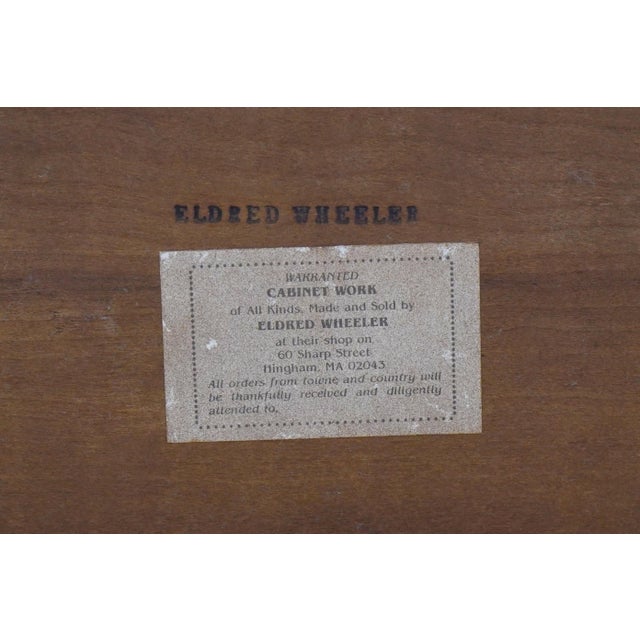 ELDRED WHEELER
WARRANTED
CABINET WORK
of All Kinds, Made and Sold by
ELDRED WHEELER
at their shop on
60 Sharp Street
Hingham, MA 02043
All orders from towne and country will
be thankfully received and diligently
attended to.